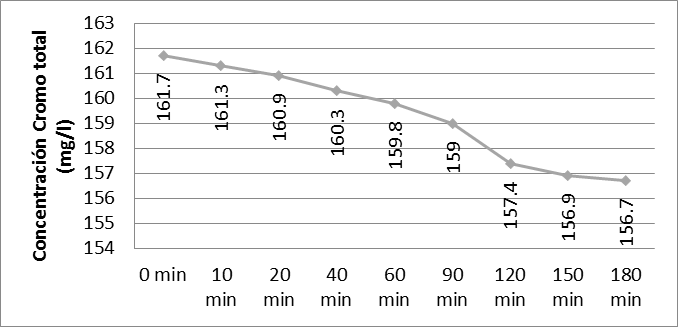 Concentración Cromo total
(mg/l)
163
162
161
160
159
158
157
156
155
154
161.7
161.3
160.9
160.3
159.8
159
157.4
156.9
156.7
0 min
10
min
20
min
40
min
60
min
90
min
120
min
150
min
180
min